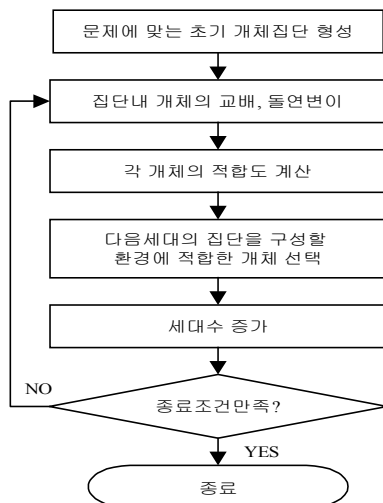 문제에 맞는 초기 개체집단 형성
집단내 개체의 교배, 돌연변이
각 개체의 적합도 계산
다음세대의 집단을 구성할
환경에 적합한 개체 선택
세대수 증가
NO
종료조건만족?
YES
종료